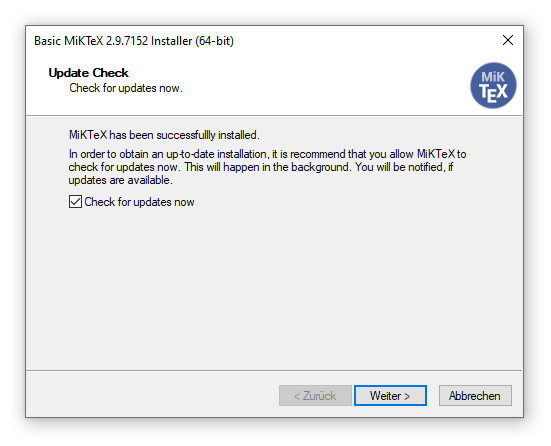 Basic MiKTeX 2.9.7152 Installer (64-bit)
Update Check
Check for updates now.
MiK
TEX
MiKTeX has been successfullly installed.
In order to obtain an up-to-date installation, it is recommend that you allow MiKTeX to
check for updates now. This will happen in the background. You will be notified, if
updates are available.
Check for updates now
< Zurück
Weiter >
Abbrechen